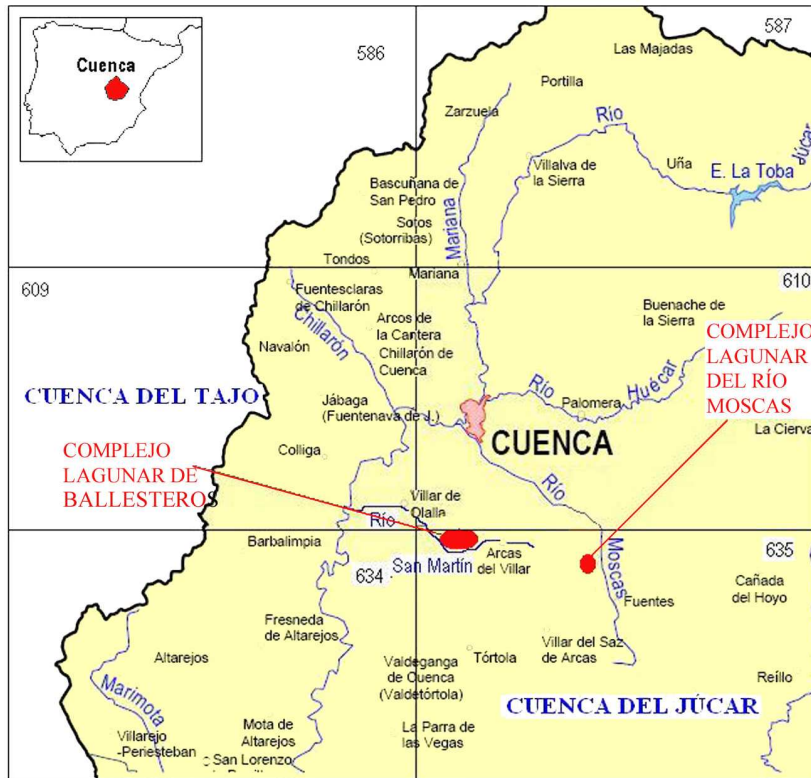 587
Cuenca
586
Las Majadas
Portilla
Zarzuela
Río
Júcar
Villalva de
la Sierra
Uña
E. La Toba
Bascuñana de
San Pedro
Sotos
(Sotorribas)
Mariana
Tondos
Mariana
609
610
Fuentesclaras
de Chillarón
Chillarón
Arcos de
la Cantera
Chillarón de
Cuenca
Navalón
Buenache de
la Sierra
COMPLEJO
LAGUNAR
DEL RÍO
MOSCAS
CUENCA DEL TAJO
Jábaga
(Fuentenava de J.)
Río
Huécar
Palomera
La Cierva
CUENCA
COMPLEJO
LAGUNAR DE
BALLESTEROS
Colliga
Río
Moscas
Villar de
Olalla
Río
San Martín
Barbalimpia
634
Arcas
del Villar
635
Cañada
del Hoyo
Fuentes
Fresneda
de Altarejos
Villar del Saz
de Arcas
Altarejos
Valdeganga
de Cuenca
(Valdetórtola)
Tórtola
Reíllo
Marimota
CUENCA DEL JÚCAR
Villarejo
-Periesteban
Mota de
Altarejos
La Parra de
las Vegas
San Lorenzo